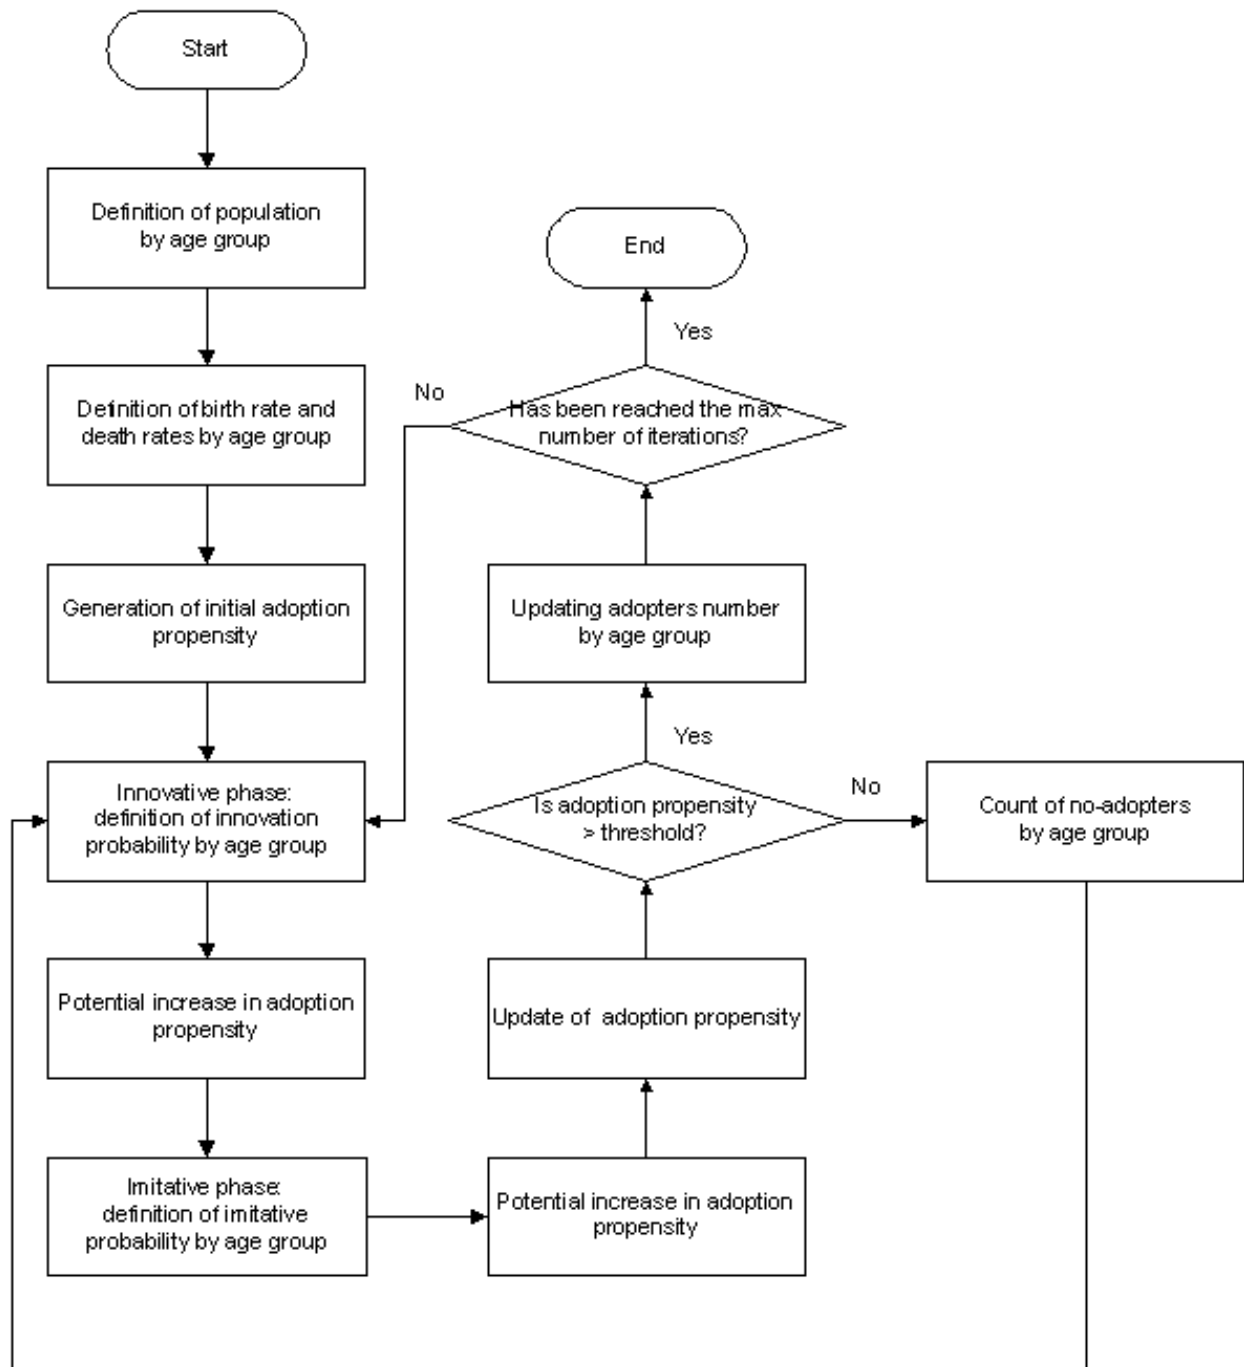 Start
Definition of population
by age group
Definition of birth rate and
death rates by age group
Generation of initial adoption
propensity
Innovative phase:
definition of innovation
probability by age group
Potential increase in adoption
propensity
Imitative phase:
definition of imitative
probability by age group
Potential increase in adoption
propensity
Update of adoption propensity
Is adoption propensity
> threshold?
No
Count of no-adopters
by age group
Yes
Updating adopters number
by age group
Has been reached the max
number of iterations?
No
Yes
End